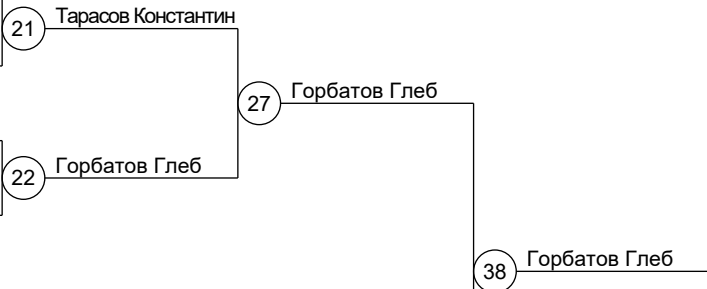 21 Тарасов Константин
27 Горбатов Глеб
22 Горбатов Глеб
38 Горбатов Глеб